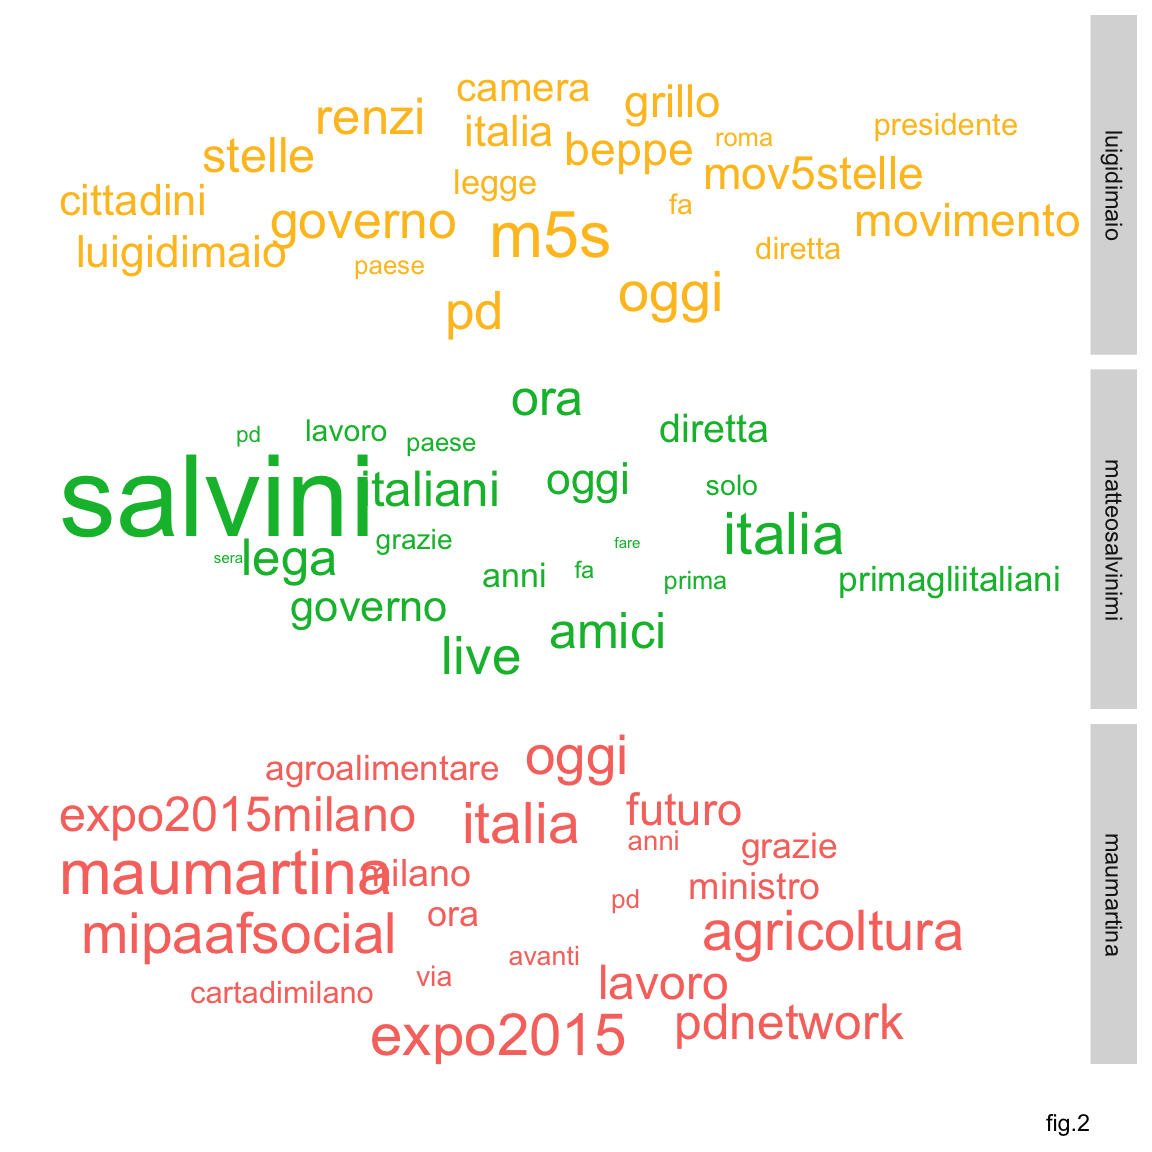 camera
grillo
renzi
italia
presidente
roma
beppe
stelle
mov5stelle
legge
cittadini
fa
governo
movimento
m5s
luigidimaio
diretta
paese
oggi
pd
luigidimaio
ora
diretta
lavoro
pd
paese
oggi
solo
italiani
salvini
italia
grazie
fare
lega
sera
fa
anni
prima
primagliitaliani
governo
amici
live
matteosalvinimi
oggi
agroalimentare
futuro
expo2015milano
italia
anni
grazie
maumartina
milano
ministro
pd
ora
agricoltura
mipaafsocial
avanti
via
lavoro
cartadimilano
pdnetwork
expo2015
maumartina
fig.2